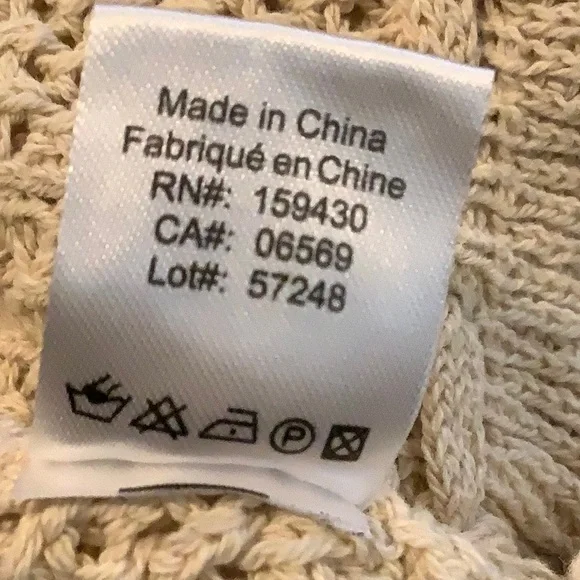 Made in China
Fabriqué en Chine
RN#: 159430
CA#: 06569
Lot#: 57248
P